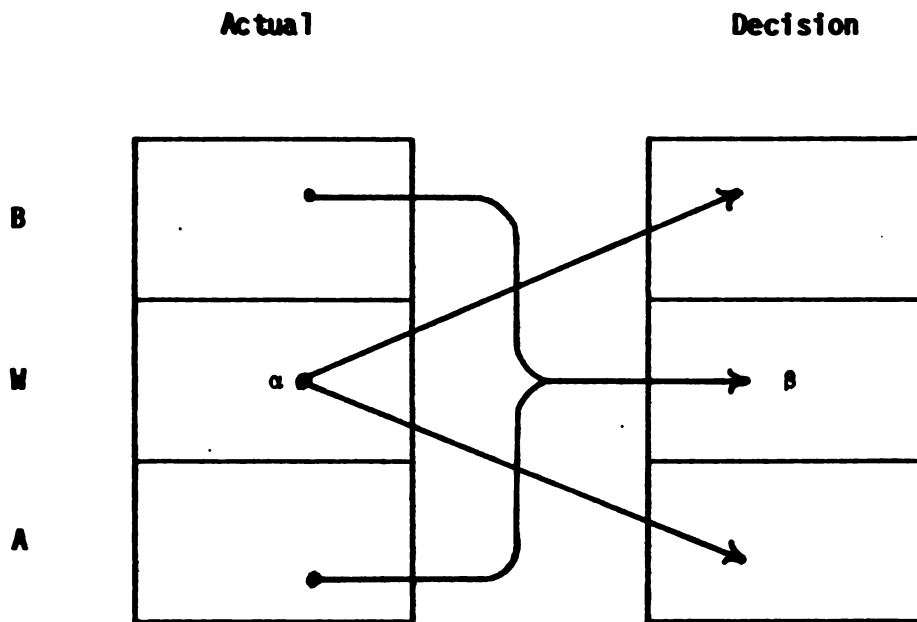 Actual Decision
B
W α β
A